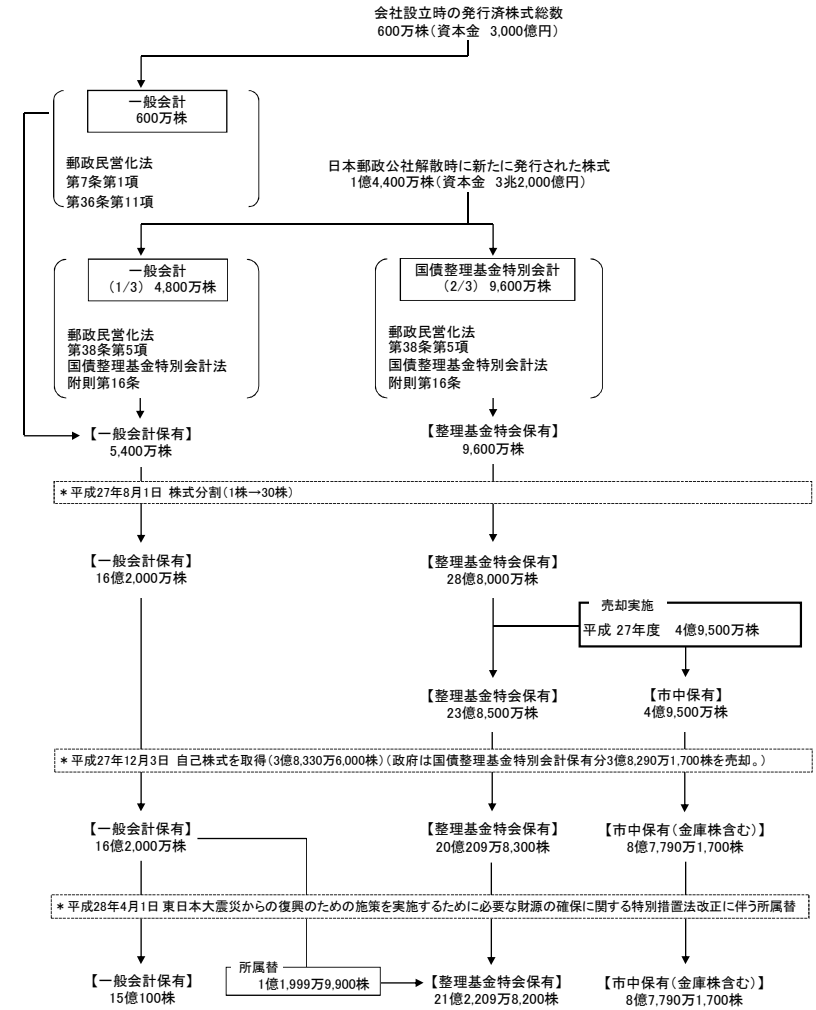 会社設立時の発行済株式総数
600万株(資本金 3,000億円)
一般会計
600万株
郵政民営化法
第7条第1項
第36条第11項
日本郵政公社解散時に新たに発行された株式
1億4,400万株(資本金 3兆2,000億円)
一般会計
(1/3) 4,800万株
郵政民営化法
第38条第5項
国債整理基金特別会計法
附則第16条
国債整理基金特別会計
(2/3) 9,600万株
郵政民営化法
第38条第5項
国債整理基金特別会計法
附則第16条
【一般会計保有】
5,400万株
【整理基金特会保有】
9,600万株
*平成27年8月1日 株式分割(1株→30株)
【一般会計保有】
16億2,000万株
【整理基金特会保有】
28億8,000万株
売却実施
平成 27年度 4億9,500万株
【整理基金特会保有】
23億8,500万株
【市中保有】
4億9,500万株
*平成27年12月3日 自己株式を取得(3億8,330万6,000株)(政府は国債整理基金特別会計保有分3億8,290万1,700株を売却。)
【一般会計保有】
16億2,000万株
【整理基金特会保有】
20億209万8,300株
【市中保有(金庫株含む)】
8億7,790万1,700株
*平成28年4月1日 東日本大震災からの復興のための施策を実施するために必要な財源の確保に関する特別措置法改正に伴う所属替
【一般会計保有】
15億100株
所属替
1億1,999万9,900株
【整理基金特会保有】
21億2,209万8,200株
【市中保有(金庫株含む)】
8億7,790万1,700株